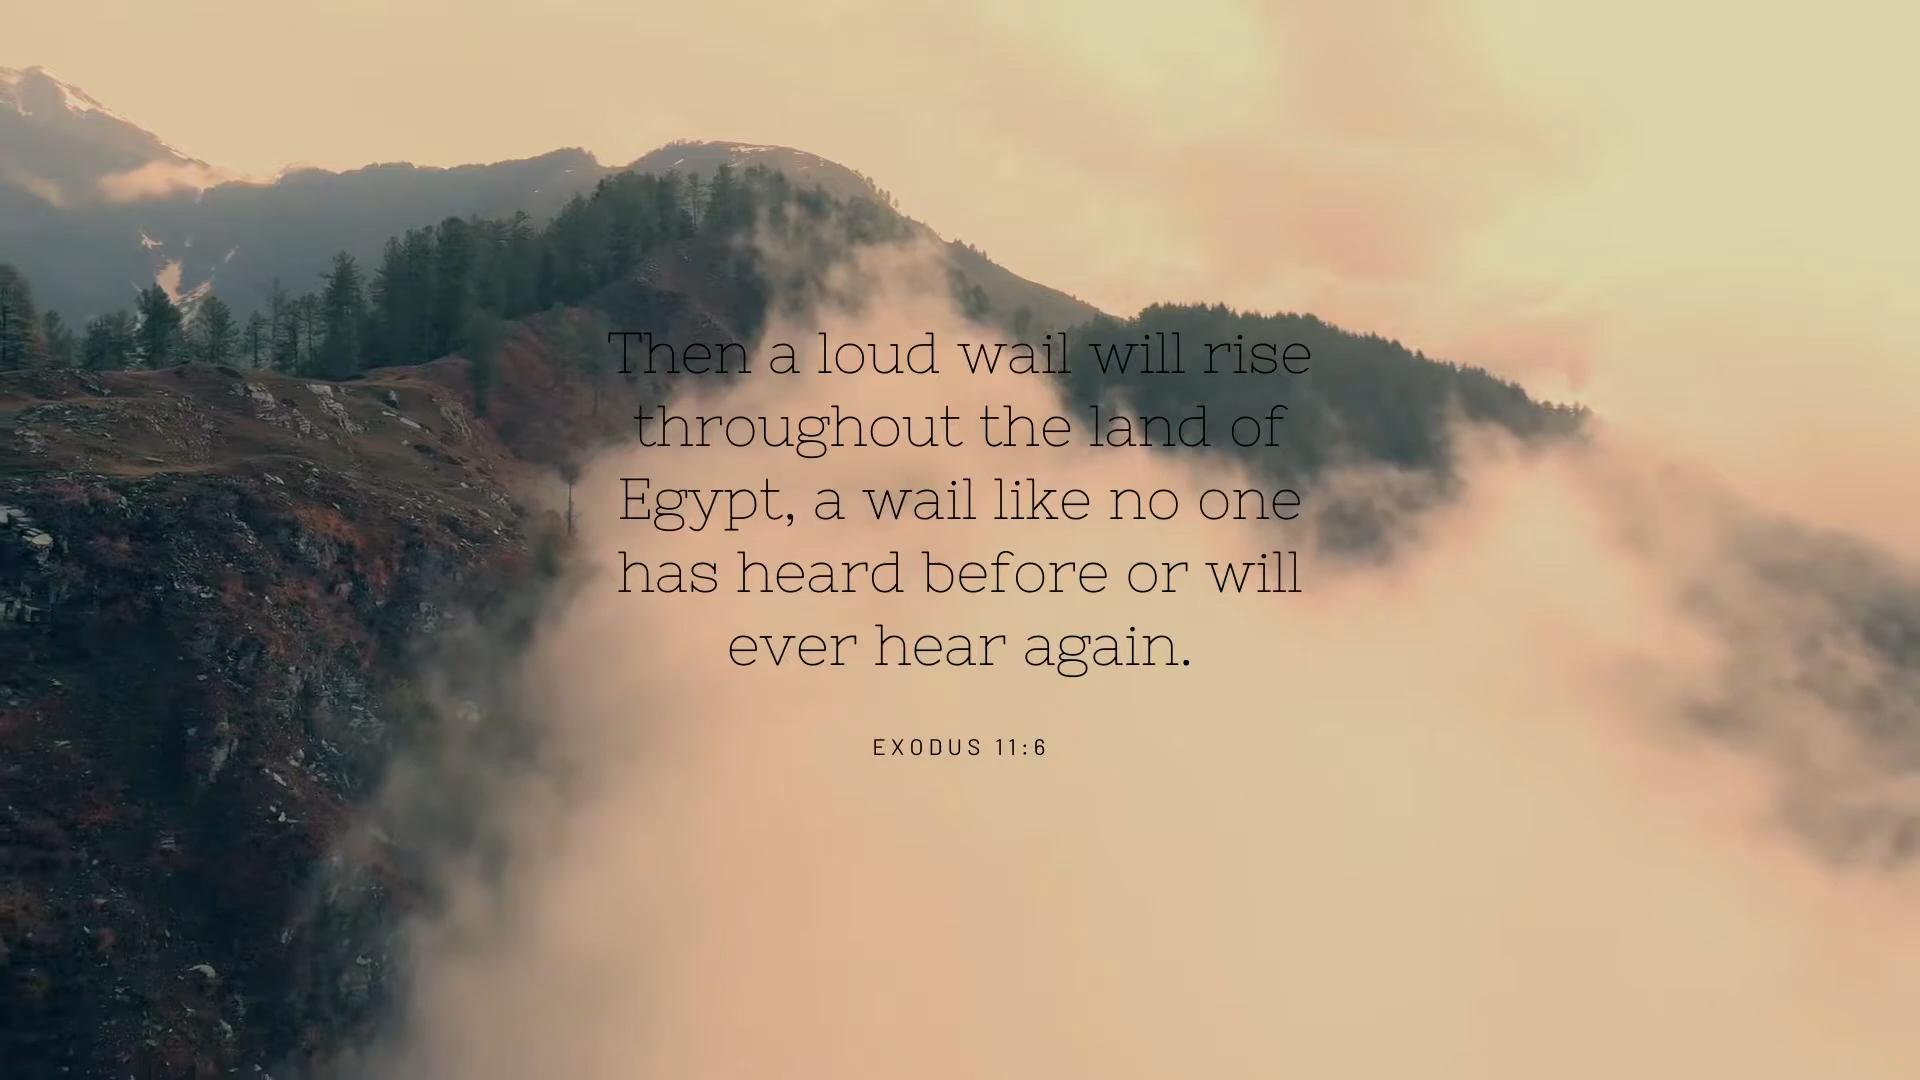 Then a loud wail will rise
throughout the land of
Egypt, a wail like no one
has heard before or will
ever hear again.
EXODUS 11:6